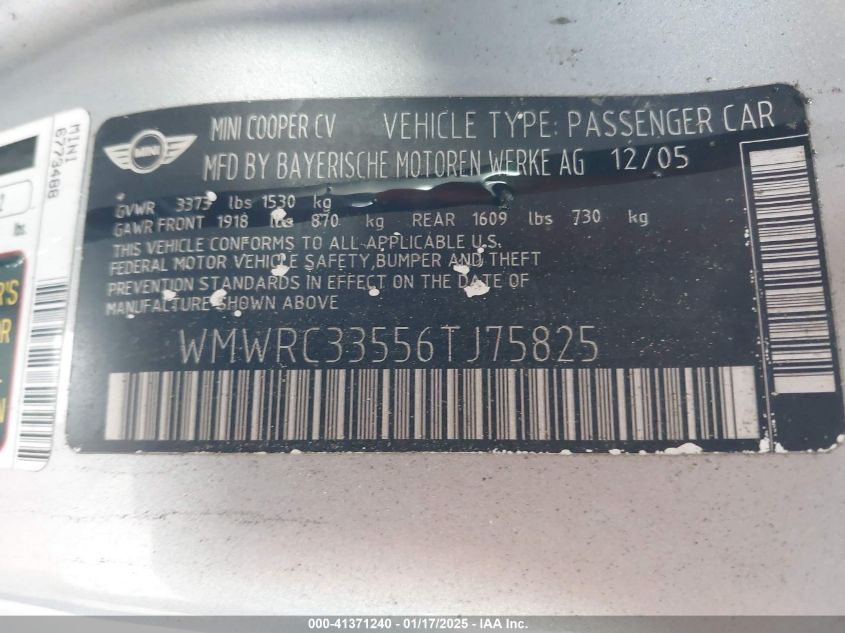 MINI
6773488
lbs.
MINI
MINI COOPER CV VEHICLE TYPE: PASSENGER CAR
MFD BY BAYERISCHE MOTOREN WERKE AG 12/05
GVWR 3373 lbs 1530 kg
GAWR FRONT 1918 lbs 870 kg REAR 1609 lbs 730 kg
THIS VEHICLE CONFORMS TO ALL APPLICABLE U.S.
FEDERAL MOTOR VEHICLE SAFETY,BUMPER AND THEFT
PREVENTION STANDARDS IN EFFECT ON THE DATE OF
MANUFACTURE SHOWN ABOVE
WMWRC33556TJ75825
000-41371240 - 01/17/2025 - IAA Inc.